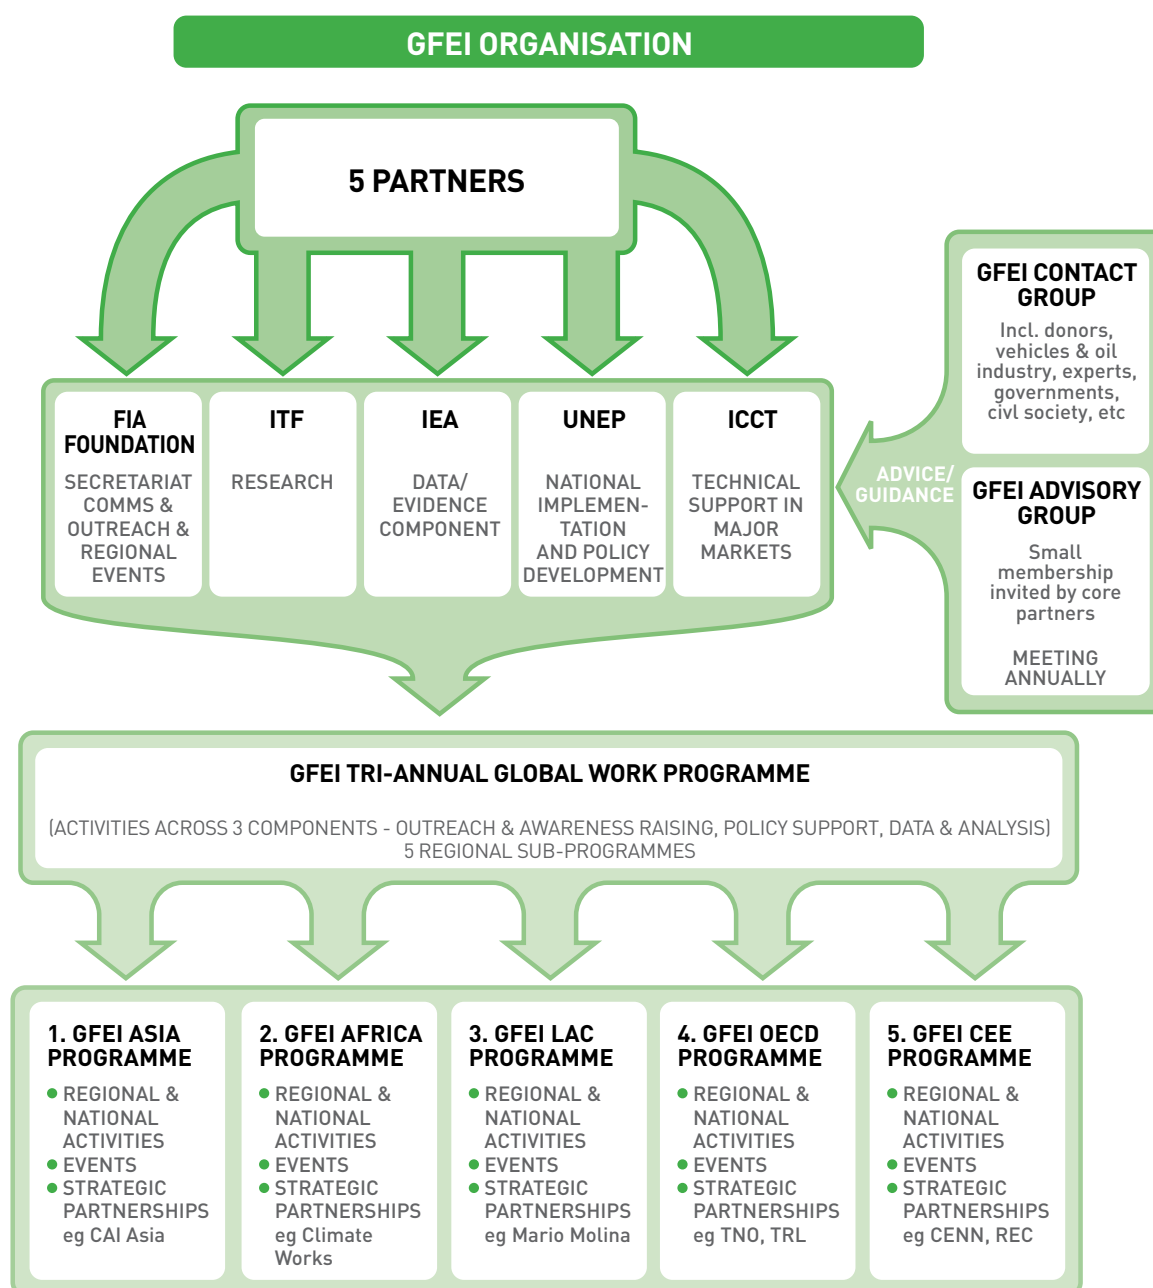 GFEI ORGANISATION
5 PARTNERS
FIA
FOUNDATION
SECRETARIAT
COMMS &
OUTREACH &
REGIONAL
EVENTS
ITF
RESEARCH
IEA
DATA/
EVIDENCE
COMPONENT
UNEP
NATIONAL
IMPLEMEN-
TATION
AND POLICY
DEVELOPMENT
ICCT
TECHNICAL
SUPPORT IN
MAJOR
MARKETS
ADVICE/
GUIDANCE
GFEI CONTACT
GROUP
Incl. donors,
vehicles & oil
industry, experts,
governments,
civl society, etc
GFEI ADVISORY
GROUP
Small
membership
invited by core
partners
MEETING
ANNUALLY
GFEI TRI-ANNUAL GLOBAL WORK PROGRAMME
(ACTIVITIES ACROSS 3 COMPONENTS - OUTREACH & AWARENESS RAISING, POLICY SUPPORT, DATA & ANALYSIS)
5 REGIONAL SUB-PROGRAMMES
1. GFEI ASIA
PROGRAMME
• REGIONAL &
NATIONAL
ACTIVITIES
• EVENTS
• STRATEGIC
PARTNERSHIPS
eg CAI Asia
2. GFEI AFRICA
PROGRAMME
• REGIONAL &
NATIONAL
ACTIVITIES
• EVENTS
• STRATEGIC
PARTNERSHIPS
eg Climate
Works
3. GFEI LAC
PROGRAMME
• REGIONAL &
NATIONAL
ACTIVITIES
• EVENTS
• STRATEGIC
PARTNERSHIPS
eg Mario Molina
4. GFEI OECD
PROGRAMME
• REGIONAL &
NATIONAL
ACTIVITIES
• EVENTS
• STRATEGIC
PARTNERSHIPS
eg TNO, TRL
5. GFEI CEE
PROGRAMME
• REGIONAL &
NATIONAL
ACTIVITIES
• EVENTS
• STRATEGIC
PARTNERSHIPS
eg CENN, REC